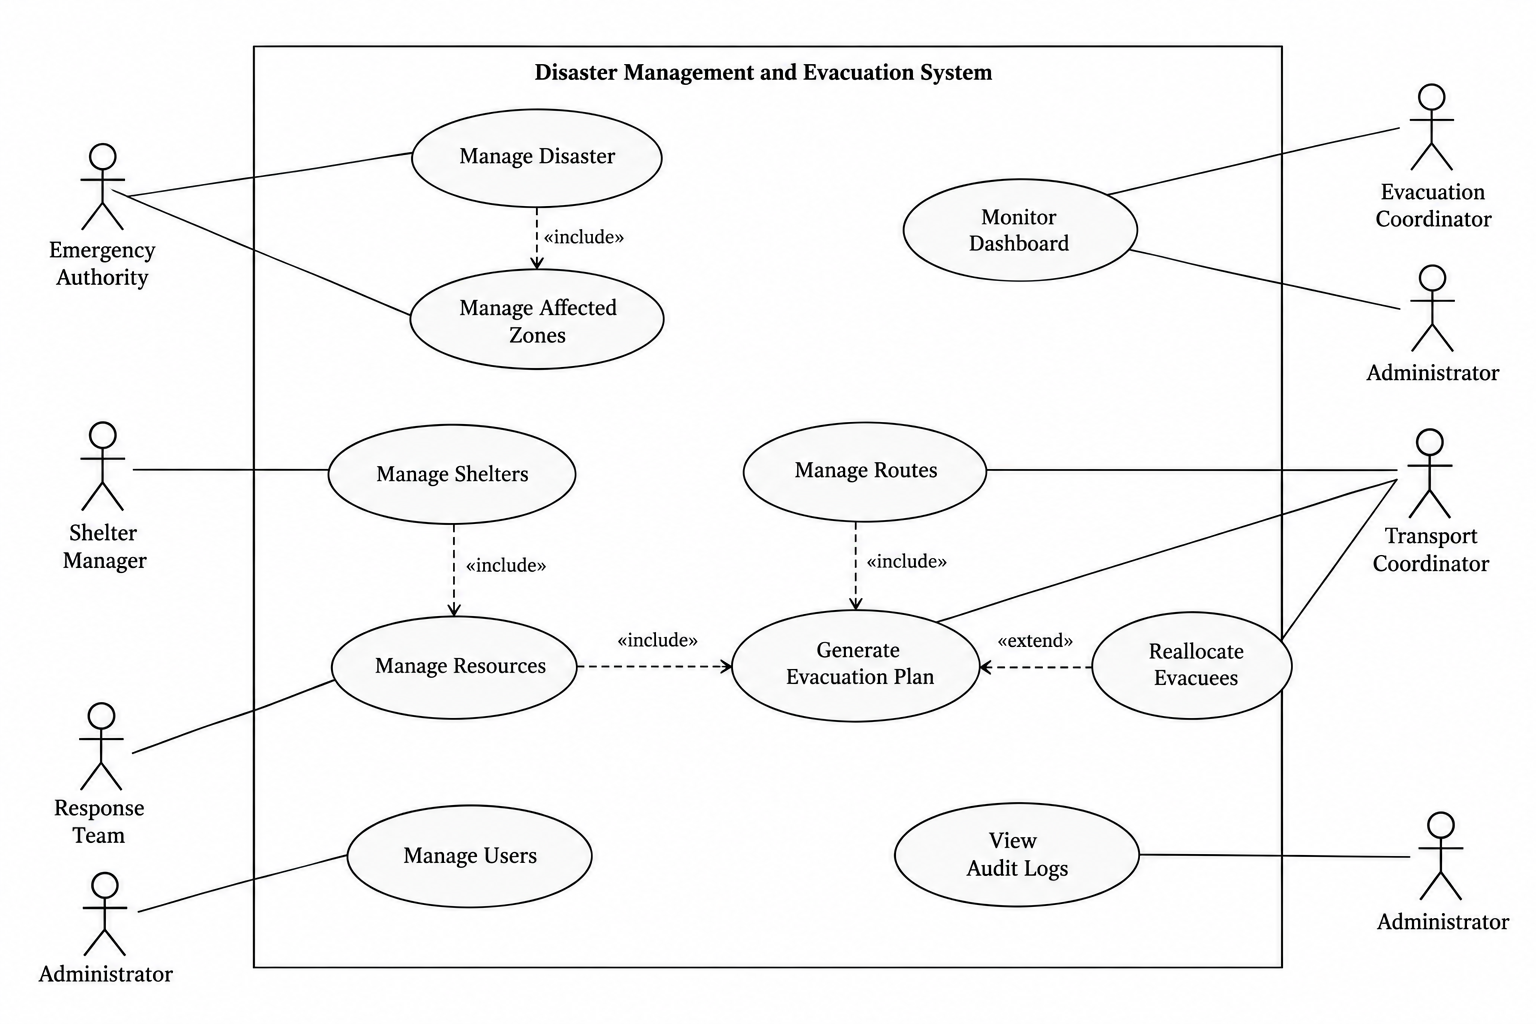 Disaster Management and Evacuation System
Manage Disaster
Emergency
Authority
«include»
Manage Affected
Zones
Monitor
Dashboard
Evacuation
Coordinator
Administrator
Shelter
Manager
Manage Shelters
Manage Routes
Transport
Coordinator
«include»
«include»
Manage Resources
«include»
Generate
Evacuation Plan
«extend»
Reallocate
Evacuees
Response
Team
Manage Users
View
Audit Logs
Administrator
Administrator